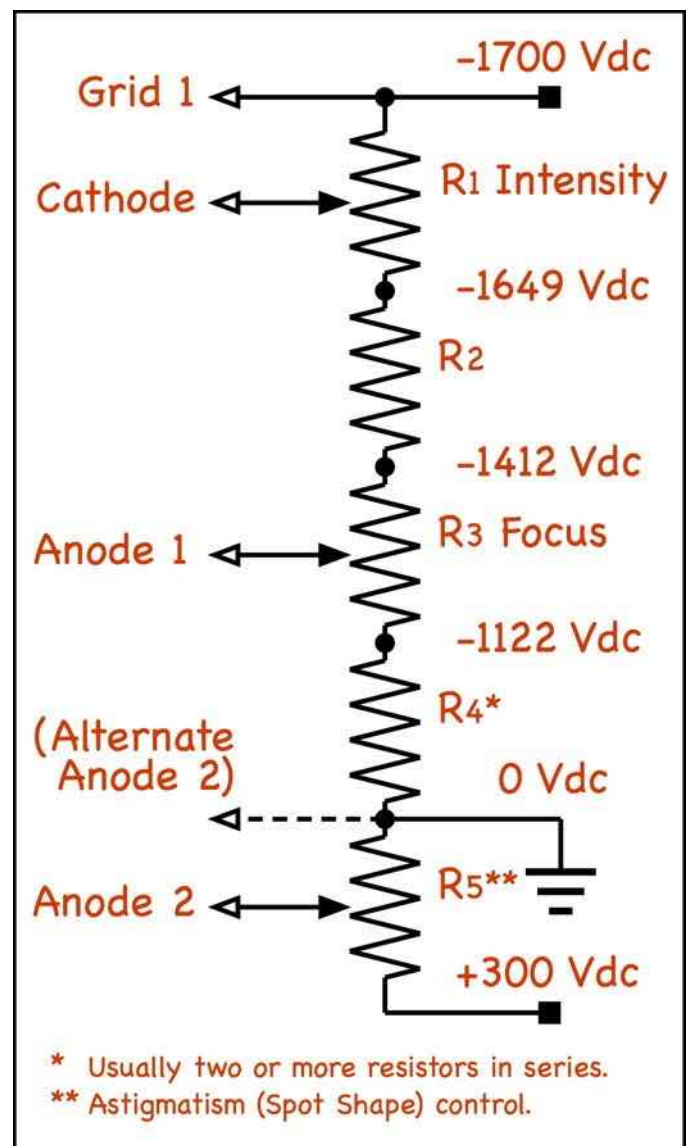 -1700 Vdc
Grid 1
R1 Intensity
Cathode
-1649 Vdc
R2
-1412 Vdc
R3 Focus
Anode 1
-1122 Vdc
R4*
(Alternate
Anode 2)
0 Vdc
R5**
Anode 2
+300 Vdc
* Usually two or more resistors in series.
** Astigmatism (Spot Shape) control.